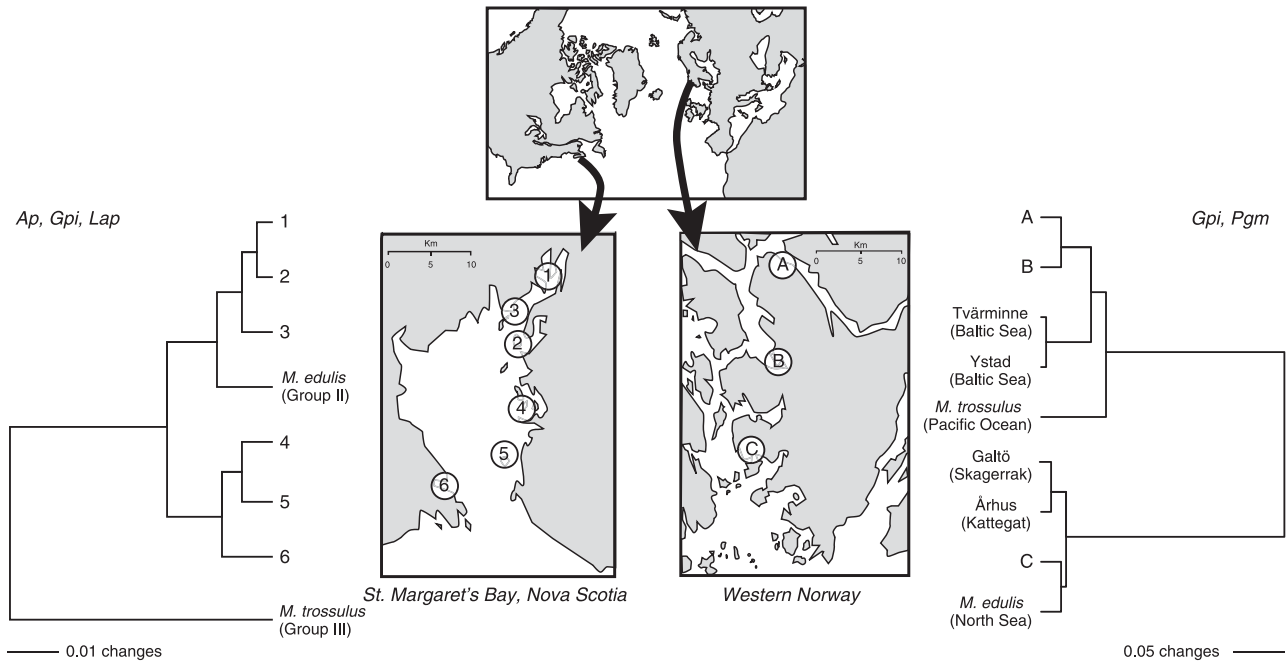 Ap, Gpi, Lap
1
2
3
M. edulis
(Group II)
4
5
6
M. trossulus
(Group III)
0.01 changes
Km
0 5 10
1
3
2
4
5
6
St. Margaret's Bay, Nova Scotia
Km
0 5 10
A
B
C
Western Norway
Gpi, Pgm
A
B
Tvärminne
(Baltic Sea)
Ystad
(Baltic Sea)
M. trossulus
(Pacific Ocean)
Galtö
(Skagerrak)
Århus
(Kattegat)
C
M. edulis
(North Sea)
0.05 changes